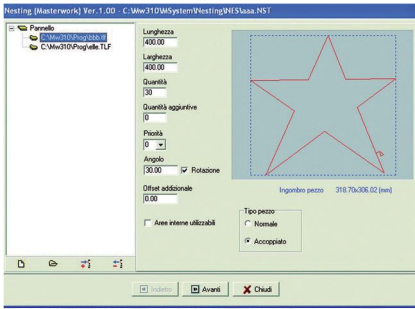 Nesting (Masterwork) Ver.1.00 - C:\Mw310\WSystem\Nesting\NES\aaa.NST
Pannello
C:\Mw310\Prog\bbb.tlf
C:\Mw310\Prog\elle.TLF
Lunghezza
400.00
Larghezza
400.00
Quantità
30
Quantità aggiuntive
0
Priorità
0
Angolo
30.00 Rotazione
Offset addizionale
0.00
Aree interne utilizzabili
Ingombro pezzo 318.70x306.02 [mm]
Tipo pezzo
Normale
Accoppiato
Indietro Avanti Chiudi